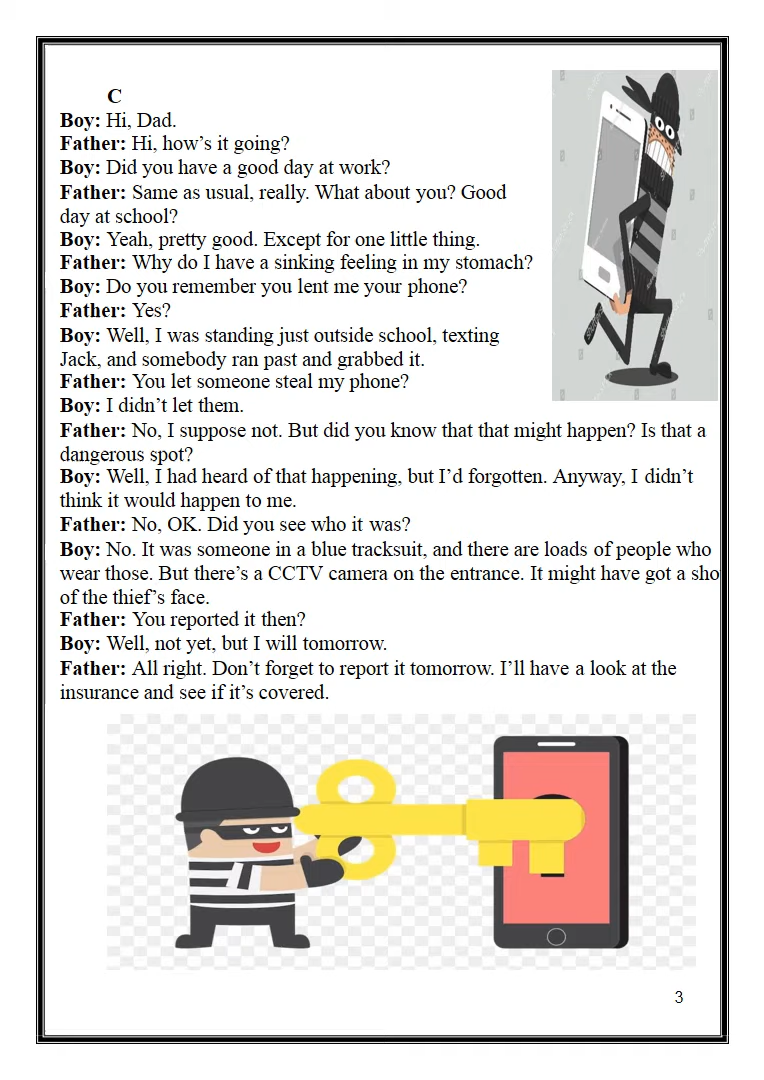 C
Boy: Hi, Dad.
Father: Hi, how’s it going?
Boy: Did you have a good day at work?
Father: Same as usual, really. What about you? Good
day at school?
Boy: Yeah, pretty good. Except for one little thing.
Father: Why do I have a sinking feeling in my stomach?
Boy: Do you remember you lent me your phone?
Father: Yes?
Boy: Well, I was standing just outside school, texting
Jack, and somebody ran past and grabbed it.
Father: You let someone steal my phone?
Boy: I didn’t let them.
Father: No, I suppose not. But did you know that that might happen? Is that a
dangerous spot?
Boy: Well, I had heard of that happening, but I’d forgotten. Anyway, I didn’t
think it would happen to me.
Father: No, OK. Did you see who it was?
Boy: No. It was someone in a blue tracksuit, and there are loads of people who
wear those. But there’s a CCTV camera on the entrance. It might have got a sho
of the thief’s face.
Father: You reported it then?
Boy: Well, not yet, but I will tomorrow.
Father: All right. Don’t forget to report it tomorrow. I’ll have a look at the
insurance and see if it’s covered.
3